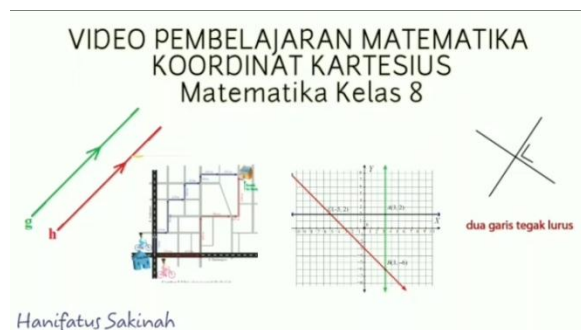 VIDEO PEMBELAJARAN MATEMATIKA
KOORDINAT KARTESIUS
Matematika Kelas 8
g
h
Y
X
dua garis tegak lurus
Hanifatus Sakinah